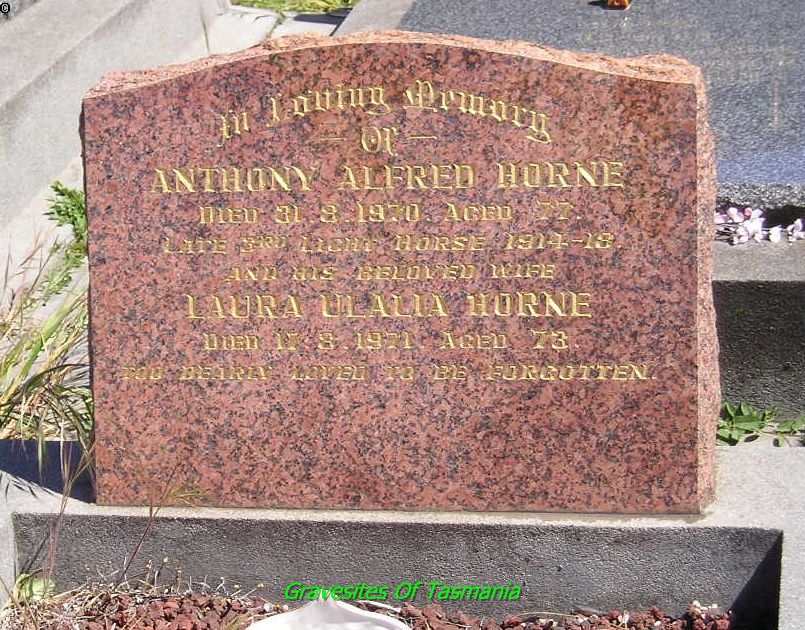 ©
In Loving Memory
— OF —
ANTHONY ALFRED HORNE
DIED 31.8.1970. AGED 77.
LATE 3RD LIGHT HORSE 1914-18.
AND HIS BELOVED WIFE
LAURA ULALIA HORNE
DIED 17.8.1971. AGED 73.
TOO DEARLY LOVED TO BE FORGOTTEN.
Gravesites Of Tasmania